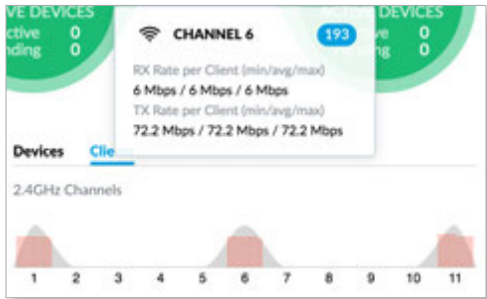 VE DEVICES
ctive 0
nding 0
CHANNEL 6 193
RX Rate per Client (min/avg/max)
6 Mbps / 6 Mbps / 6 Mbps
TX Rate per Client (min/avg/max)
72.2 Mbps / 72.2 Mbps / 72.2 Mbps
DEVICES
ve 0
ng 0
Devices Clie
2.4GHz Channels
1 2 3 4 5 6 7 8 9 10 11